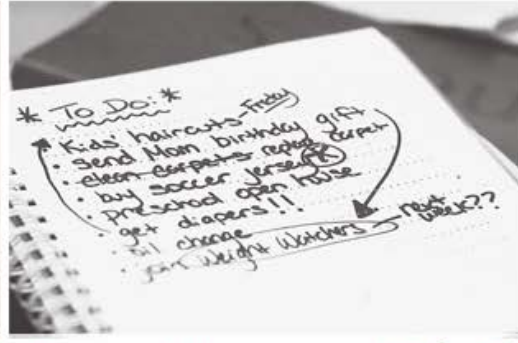 * To Do: *
• Kids' haircuts - Friday
• send Mom birthday gift
• clean carpets replace carpet
• buy soccer jersey
• preschool open house
• get diapers!!
• oil change
• join Weight Watchers - next week??